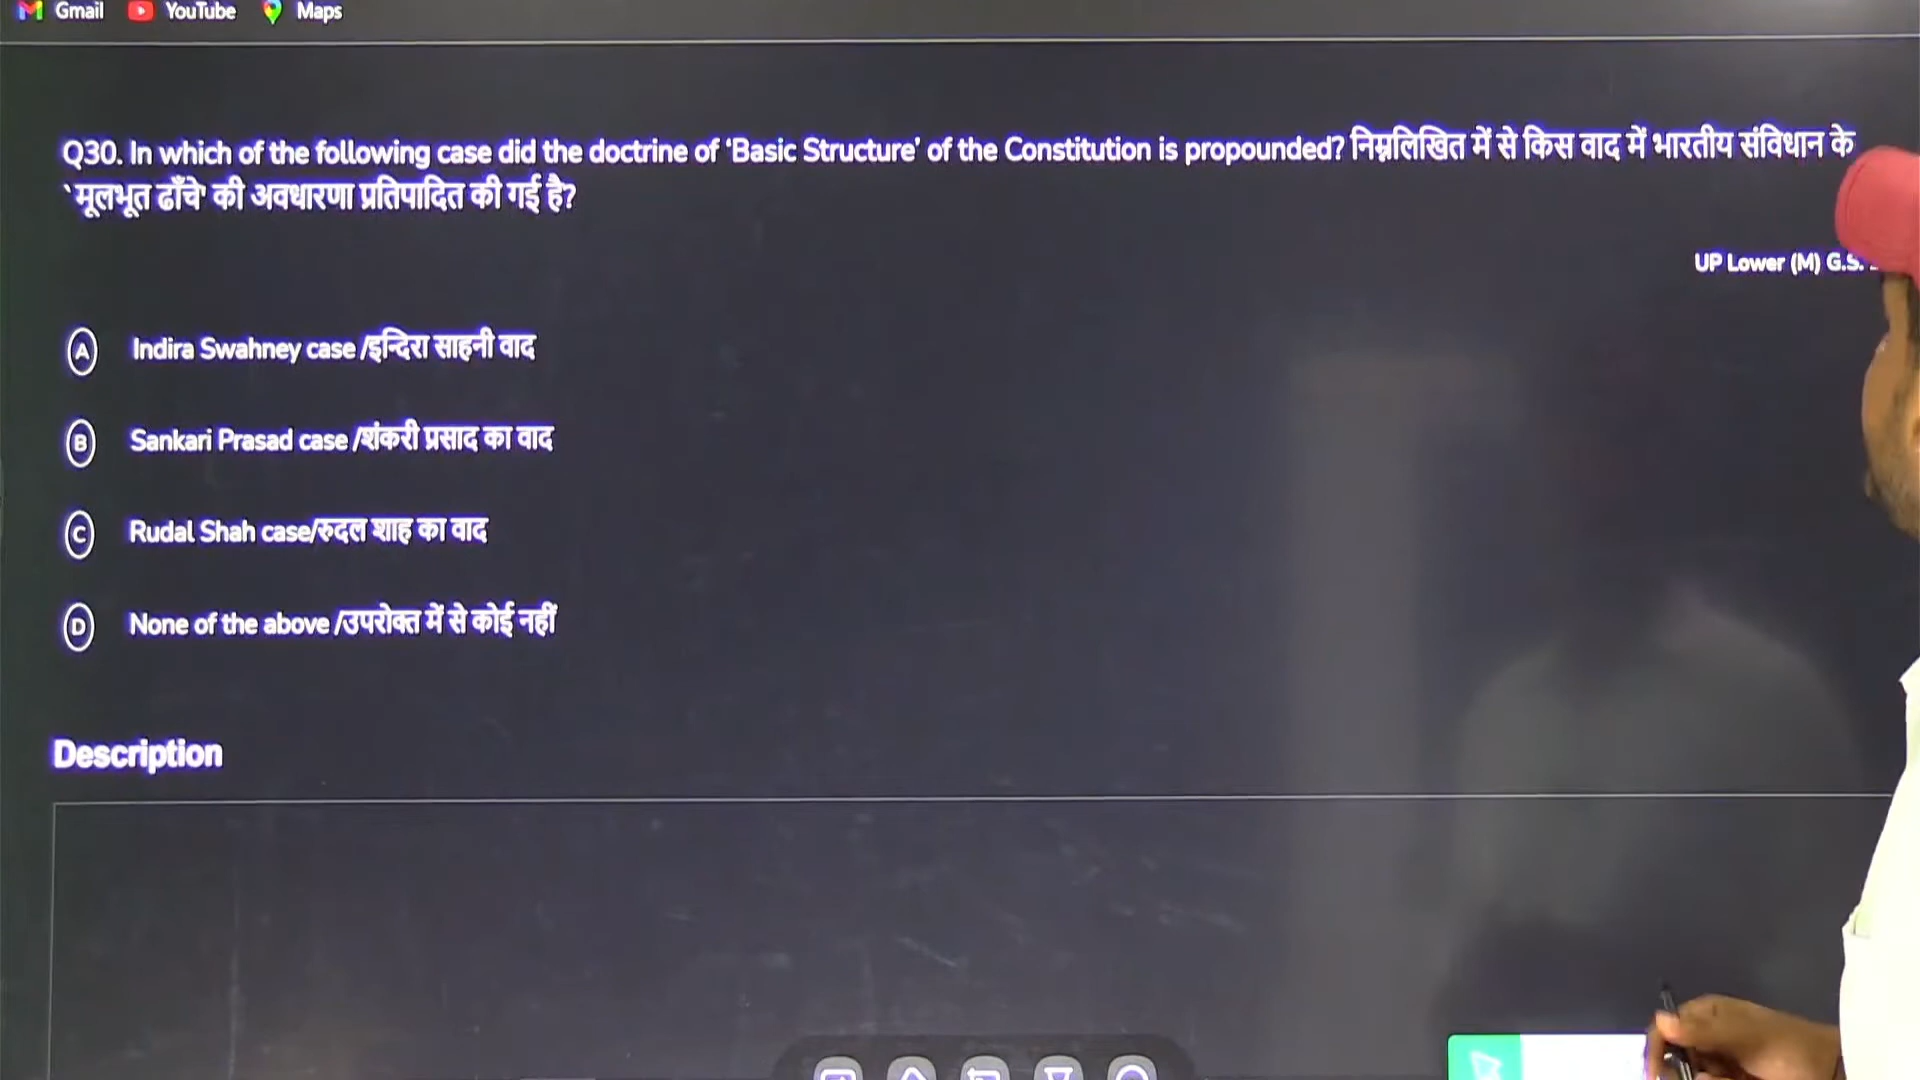 Gmail YouTube Maps
Q30. In which of the following case did the doctrine of ‘Basic Structure’ of the Constitution is propounded? निम्नलिखित में से किस वाद में भारतीय संविधान के
`मूलभूत ढाँचे' की अवधारणा प्रतिपादित की गई है?
UP Lower (M) G.S.
A Indira Swahney case /इन्दिरा साहनी वाद
B Sankari Prasad case /शंकरी प्रसाद का वाद
C Rudal Shah case/रुदल शाह का वाद
D None of the above /उपरोक्त में से कोई नहीं
Description